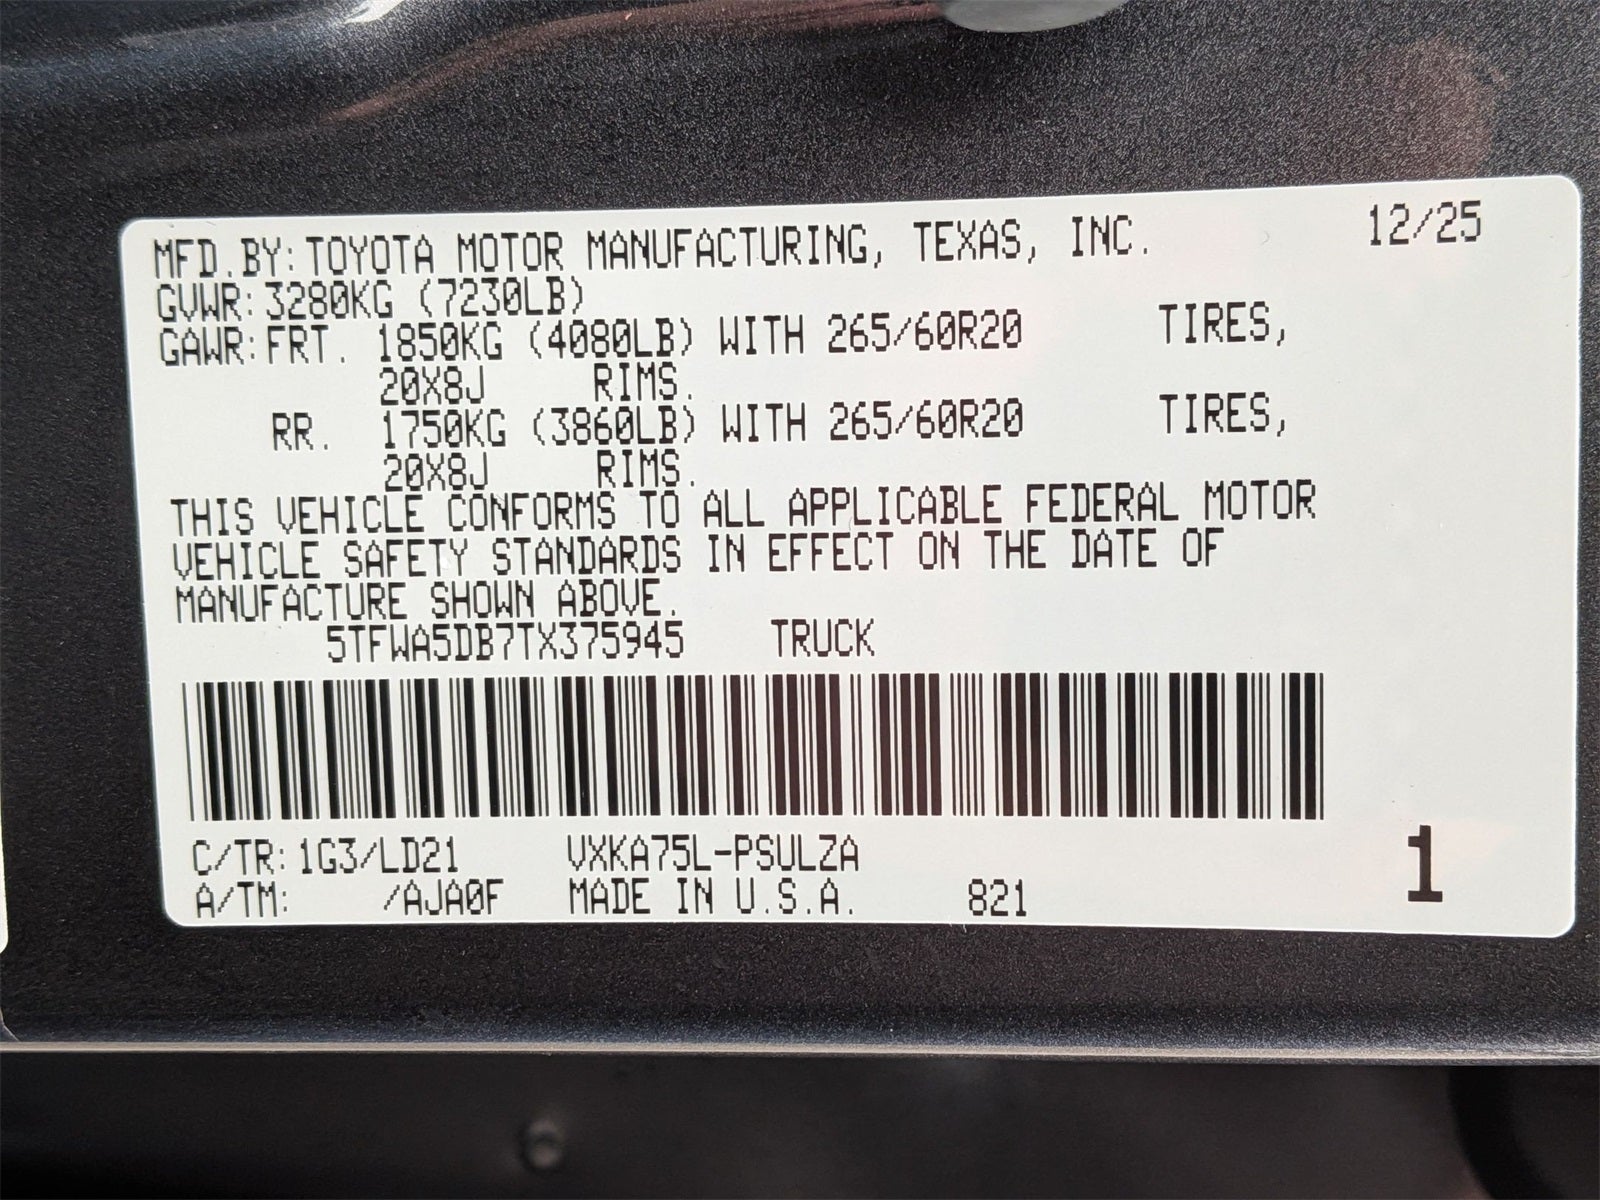 MFD.BY: TOYOTA MOTOR MANUFACTURING, TEXAS, INC. 12/25
GVWR: 3280KG (7230LB)
GAWR: FRT. 1850KG (4080LB) WITH 265/60R20 TIRES,
20X8J RIMS.
RR. 1750KG (3860LB) WITH 265/60R20 TIRES,
20X8J RIMS.
THIS VEHICLE CONFORMS TO ALL APPLICABLE FEDERAL MOTOR
VEHICLE SAFETY STANDARDS IN EFFECT ON THE DATE OF
MANUFACTURE SHOWN ABOVE.
5TFWA5DB7TX375945 TRUCK
C/TR: 1G3/LD21 VXKA75L-PSULZA
A/TM: /AJA0F MADE IN U.S.A. 821
1